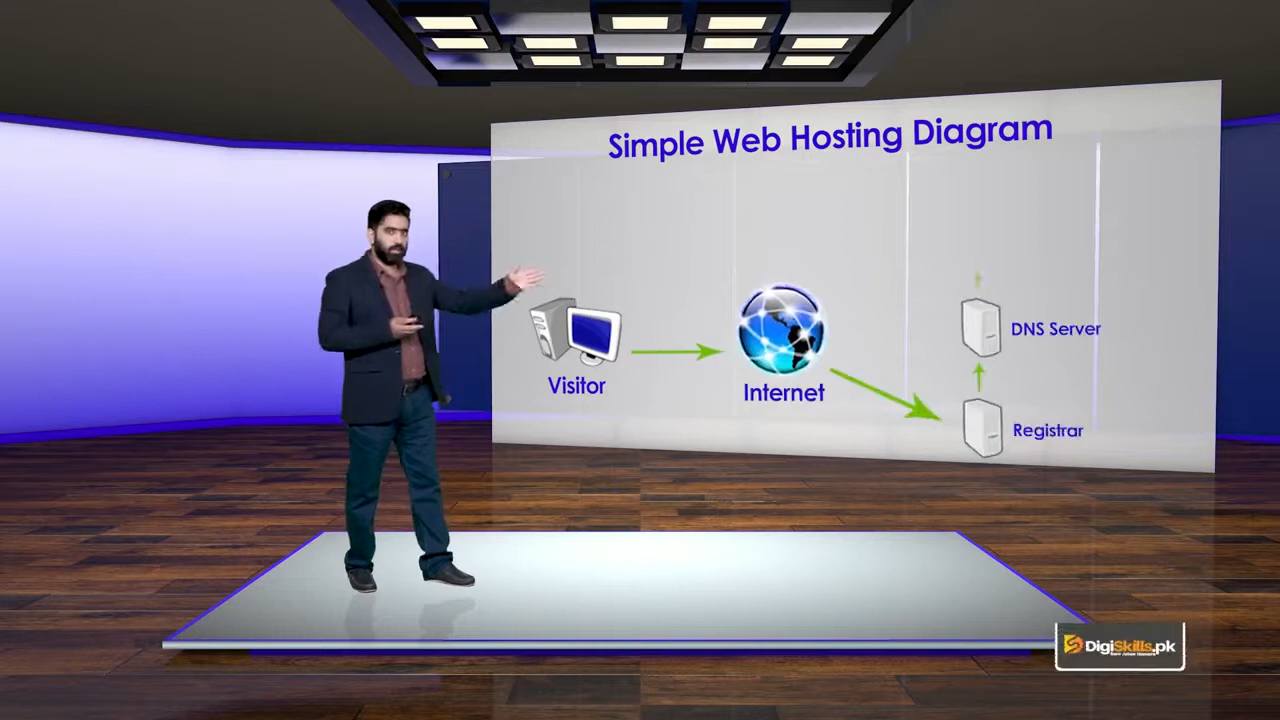 Simple Web Hosting Diagram
DNS Server
Visitor
Internet
Registrar
DigiSkills.pk